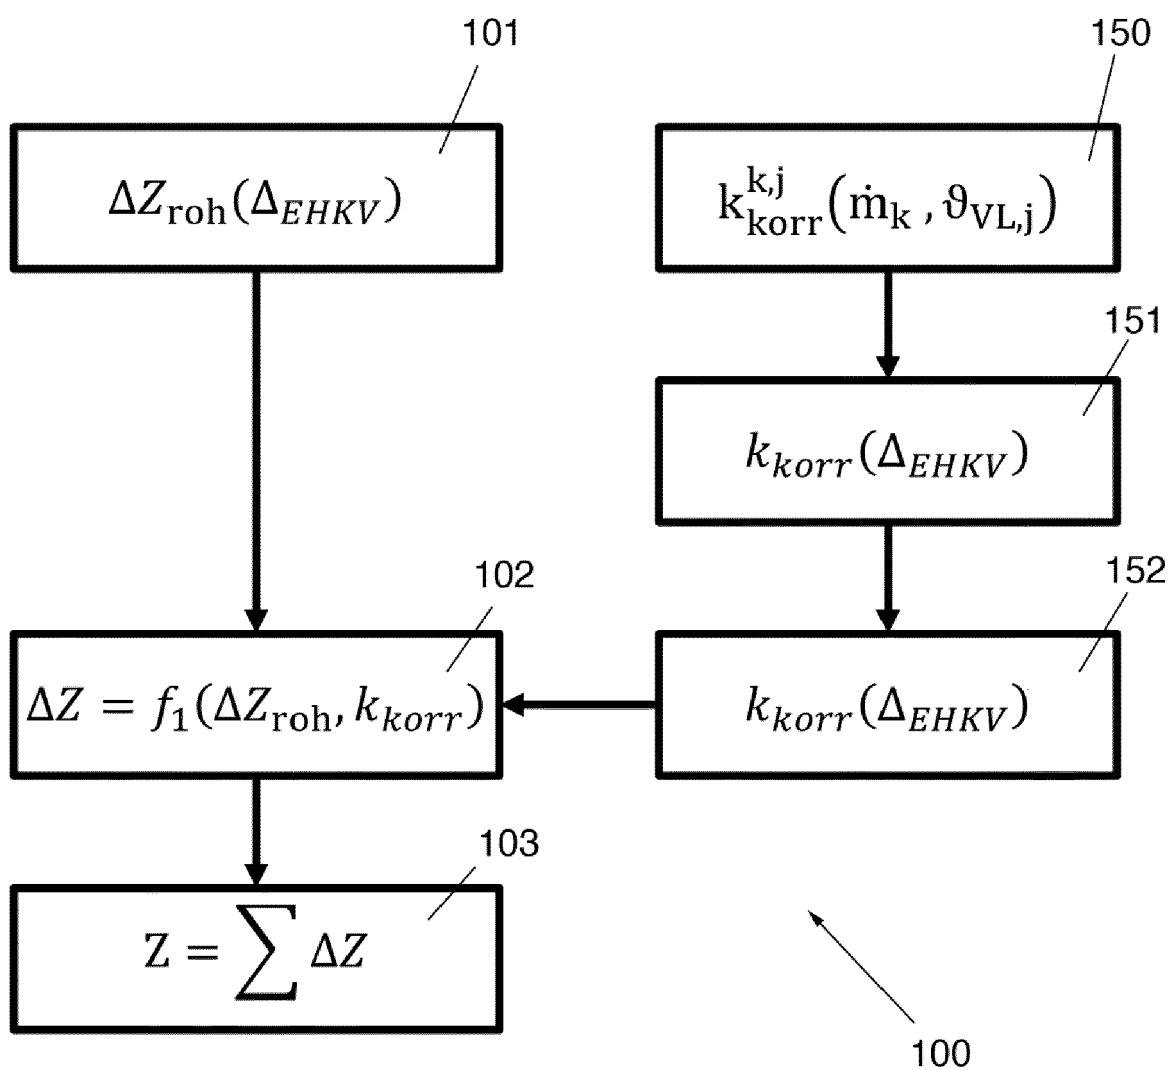 101
ΔZ_roh(Δ_EHKV)
150
k_korr^k,j(ṁ_k , ϑ_VL,j)
151
k_korr(Δ_EHKV)
102
ΔZ = f_1(ΔZ_roh, k_korr)
152
k_korr(Δ_EHKV)
103
Z = ∑ ΔZ
100